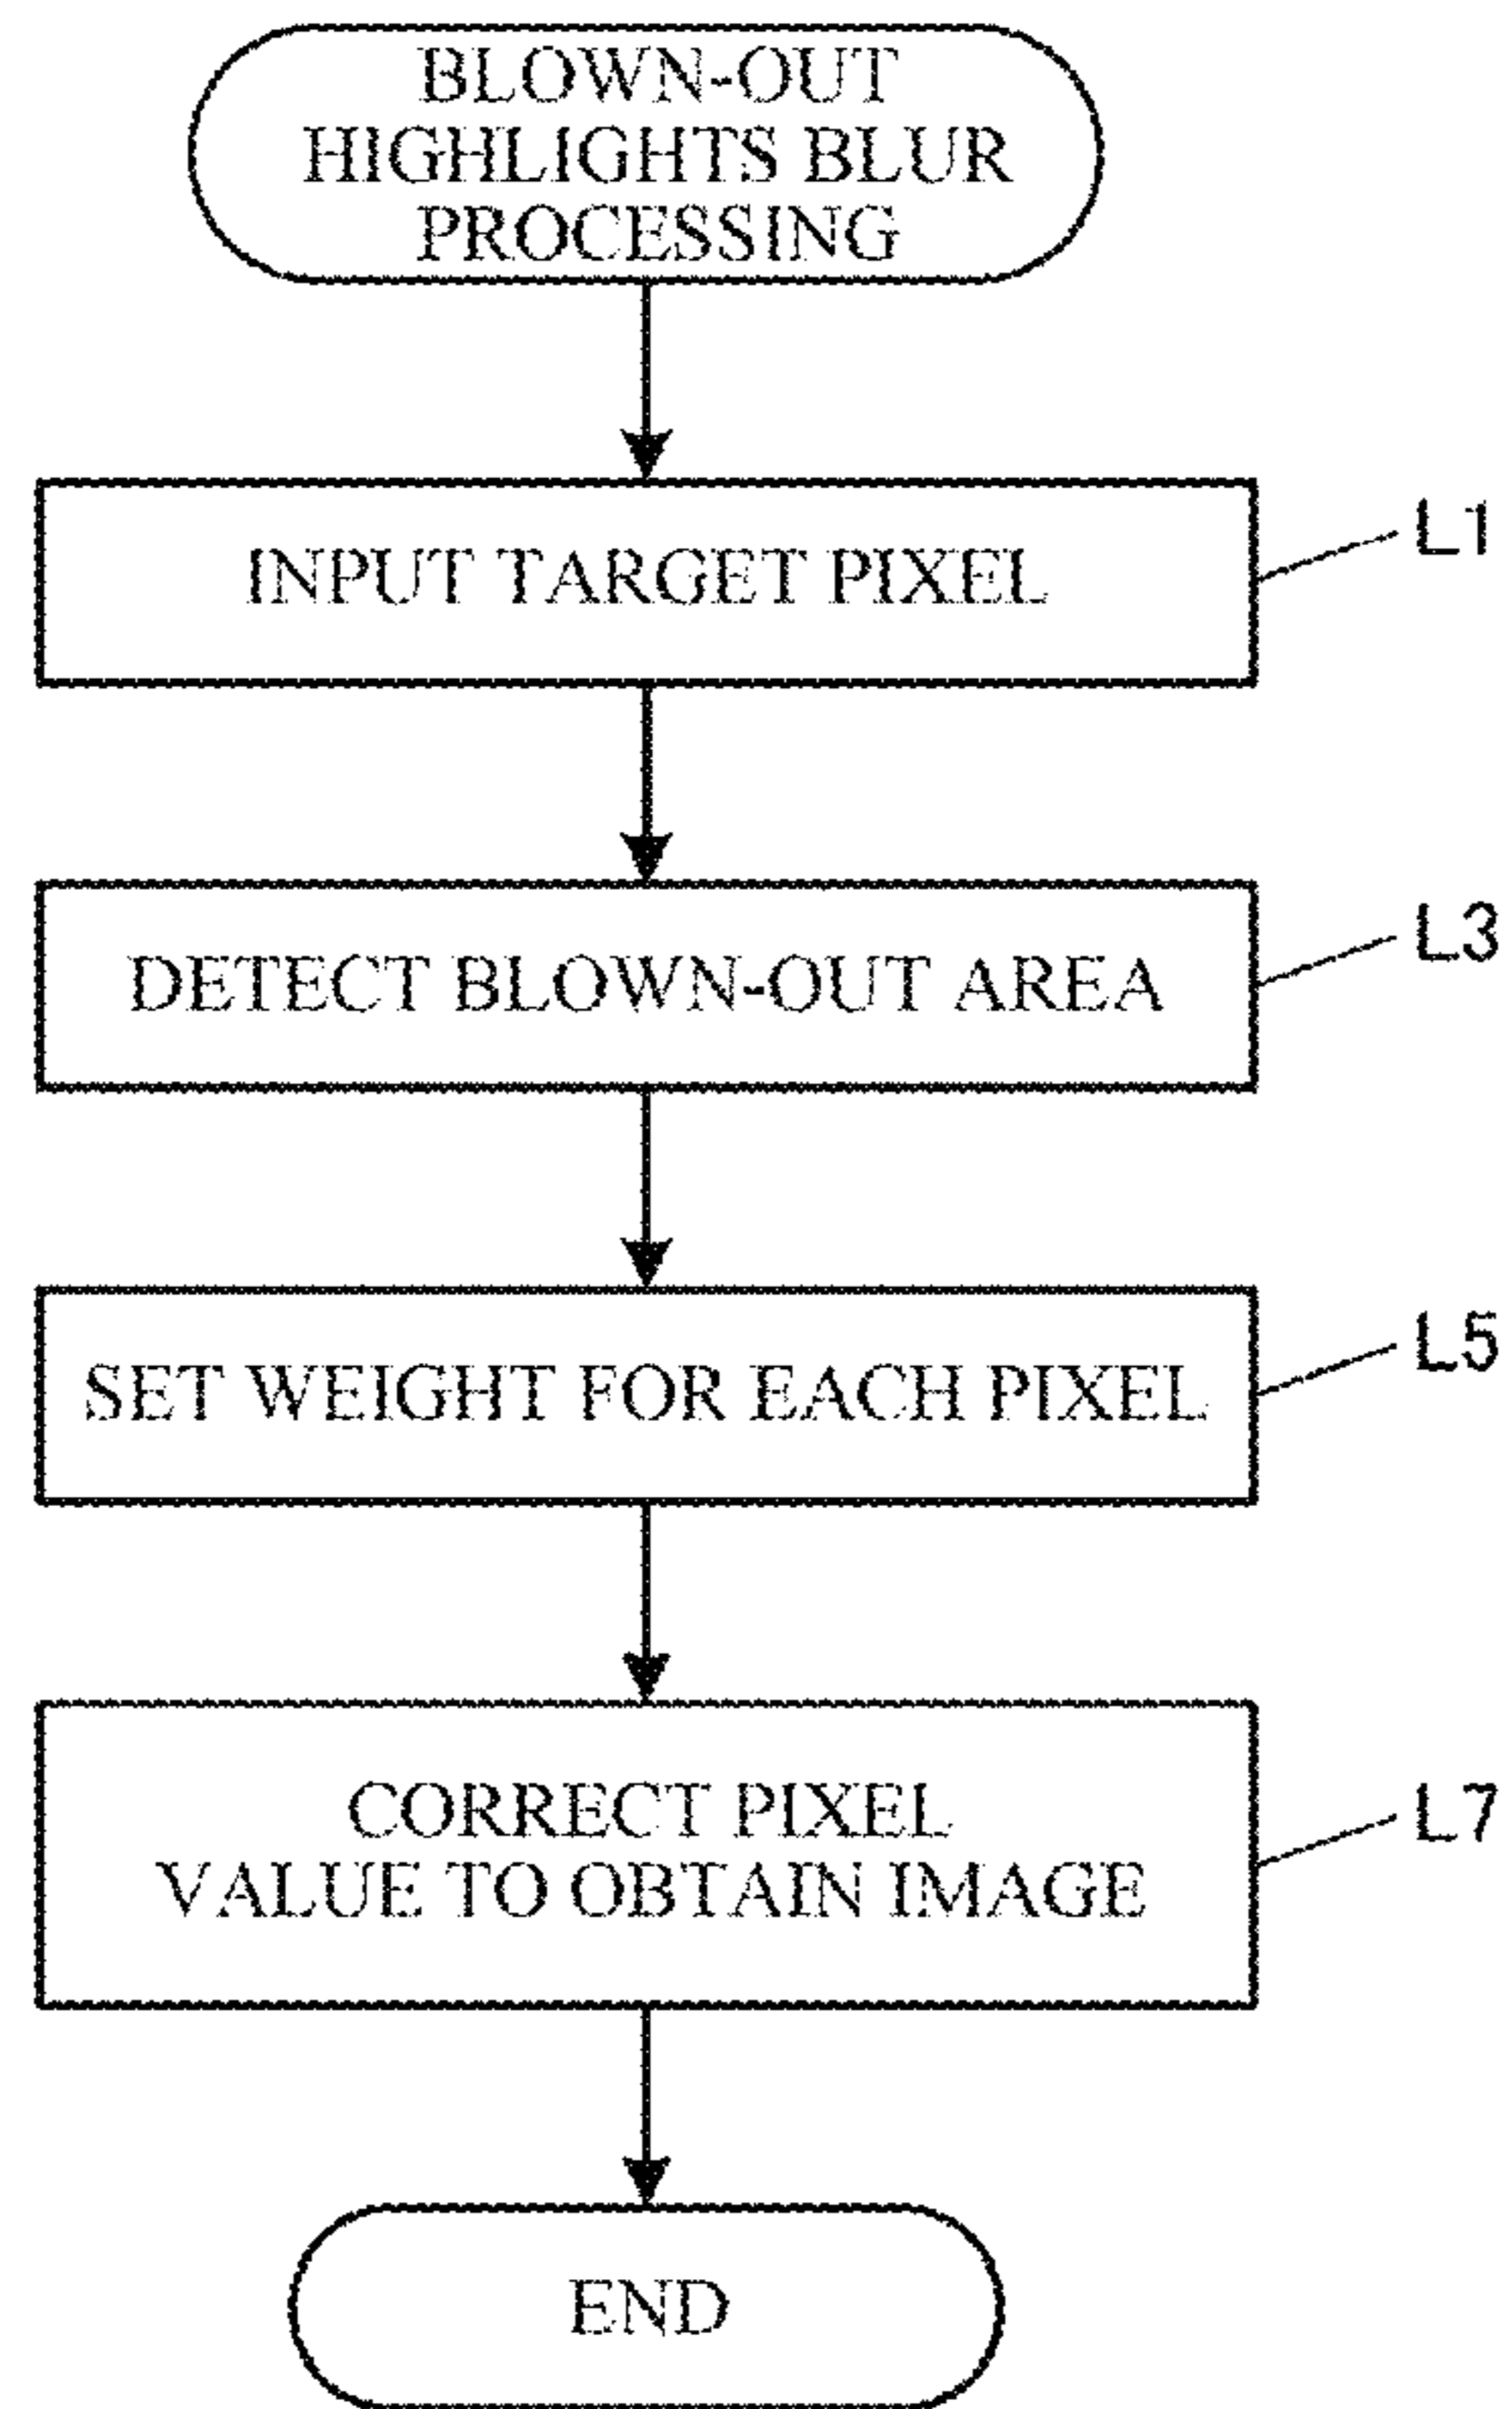 BLOWN-OUT
HIGHLIGHTS BLUR
PROCESSING
INPUT TARGET PIXEL
L1
DETECT BLOWN-OUT AREA
L3
SET WEIGHT FOR EACH PIXEL
L5
CORRECT PIXEL
VALUE TO OBTAIN IMAGE
L7
END